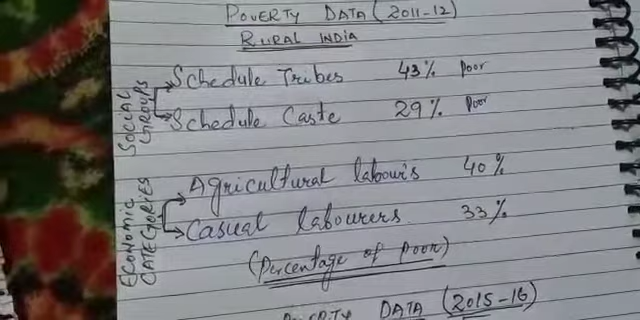 POVERTY DATA (2011-12)
RURAL INDIA
SOCIAL GROUPS
Schedule Tribes 43% Poor
Schedule Caste 29% Poor
ECONOMIC CATEGORIES
Agricultural labours 40%
Casual labourers 33%
(Percentage of Poor)
POVERTY DATA (2015-16)